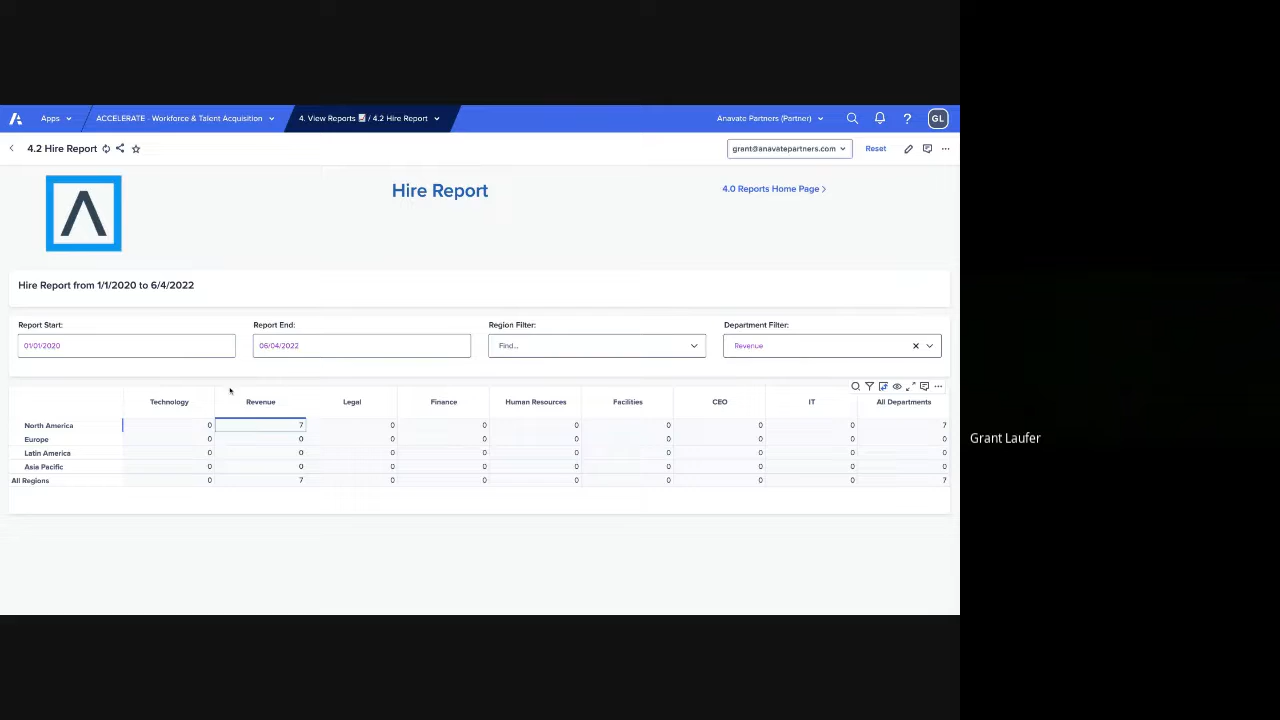 Apps
ACCELERATE - Workforce & Talent Acquisition
4. View Reports 📈 / 4.2 Hire Report
Anavate Partners (Partner)
?
GL
4.2 Hire Report
grant@anavatepartners.com
Reset
Hire Report
4.0 Reports Home Page
Hire Report from 1/1/2020 to 6/4/2022
Report Start:
Report End:
Region Filter:
Department Filter:
01/01/2020
06/04/2022
Find...
Revenue
Technology Revenue Legal Finance Human Resources Facilities CEO IT All Departments
North America 0 7 0 0 0 0 0 0 7
Europe 0 0 0 0 0 0 0 0 0
Latin America 0 0 0 0 0 0 0 0 0
Asia Pacific 0 0 0 0 0 0 0 0 0
All Regions 0 7 0 0 0 0 0 0 7
Grant Laufer